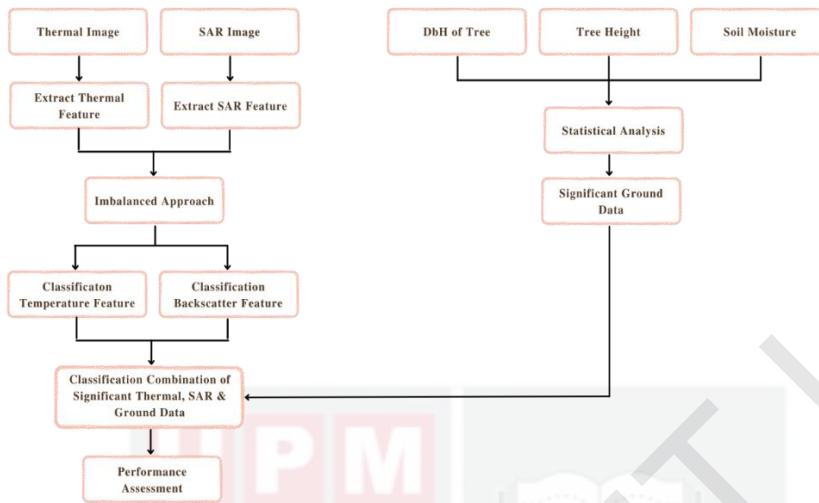 Thermal Image
SAR Image
DbH of Tree
Tree Height
Soil Moisture
Extract Thermal
Feature
Extract SAR Feature
Statistical Analysis
Imbalanced Approach
Significant Ground
Data
Classificaton
Temperature Feature
Classification
Backscatter Feature
Classification Combination of
Significant Thermal, SAR &
Ground Data
Performance
Assessment
UPM